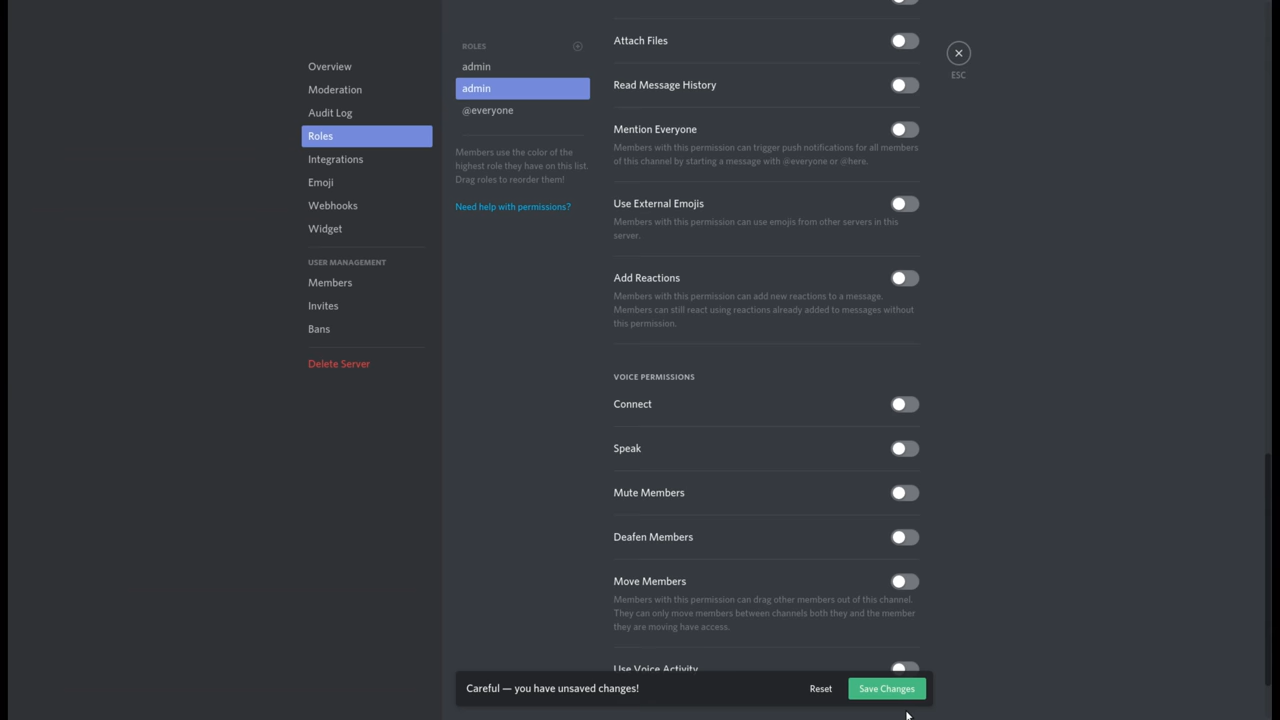 Overview
Moderation
Audit Log
Roles
Integrations
Emoji
Webhooks
Widget
USER MANAGEMENT
Members
Invites
Bans
Delete Server
ROLES
admin
admin
@everyone
Members use the color of the
highest role they have on this list.
Drag roles to reorder them!
Need help with permissions?
Attach Files
Read Message History
Mention Everyone
Members with this permission can trigger push notifications for all members
of this channel by starting a message with @everyone or @here.
Use External Emojis
Members with this permission can use emojis from other servers in this
server.
Add Reactions
Members with this permission can add new reactions to a message.
Members can still react using reactions already added to messages without
this permission.
VOICE PERMISSIONS
Connect
Speak
Mute Members
Deafen Members
Move Members
Members with this permission can drag other members out of this channel.
They can only move members between channels both they and the member
they are moving have access.
Use Voice Activity
Careful — you have unsaved changes!
Reset
Save Changes
ESC